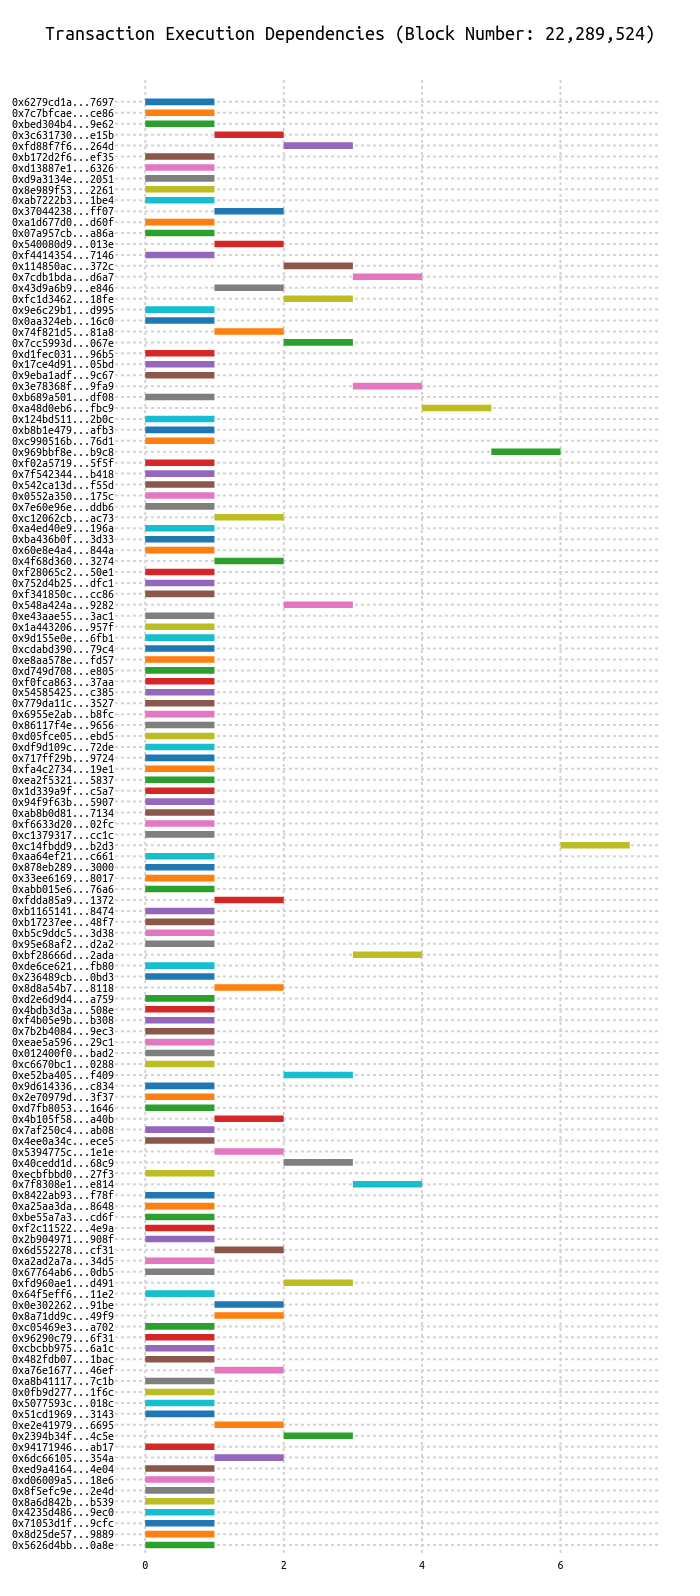 Transaction Execution Dependencies (Block Number: 22,289,524)
0x6279cd1a...7697
0x7c7bfcae...ce86
0xbed304b4...9e62
0x3c631730...e15b
0xfd88f7f6...264d
0xb172d2f6...ef35
0xd13887e1...6326
0xd9a3134e...2051
0x8e989f53...2261
0xab7222b3...1be4
0x37044238...ff07
0xa1d677d0...d60f
0x07a957cb...a86a
0x540080d9...013e
0xf4414354...7146
0x114850ac...372c
0x7cdb1bda...d6a7
0x43d9a6b9...e846
0xfc1d3462...18fe
0x9e6c29b1...d995
0x0aa324eb...16c0
0x74f821d5...81a8
0x7cc5993d...067e
0xd1fec031...96b5
0x17ce4d91...05bd
0x9eba1adf...9c67
0x3e78368f...9fa9
0xb689a501...df08
0xa48d0eb6...fbc9
0x124bd511...2b0c
0xb8b1e479...afb3
0xc990516b...76d1
0x969bbf8e...b9c8
0xf02a5719...5f5f
0x7f542344...b418
0x542ca13d...f55d
0x0552a350...175c
0x7e60e96e...ddb6
0xc12062cb...ac73
0xa4ed40e9...196a
0xba436b0f...3d33
0x60e8e4a4...844a
0x4f68d360...3274
0xf28065c2...50e1
0x752d4b25...dfc1
0xf341850c...cc86
0x548a424a...9282
0xe43aae55...3ac1
0x1a443206...957f
0x9d155e0e...6fb1
0xcdabd390...79c4
0xe8aa578e...fd57
0xd749d708...e805
0xf0fca863...37aa
0x54585425...c385
0x779da11c...3527
0x6955e2ab...b8fc
0x86117f4e...9656
0xd05fce05...ebd5
0xdf9d109c...72de
0x717ff29b...9724
0xfa4c2734...19e1
0xea2f5321...5837
0x1d339a9f...c5a7
0x94f9f63b...5907
0xab8b0d81...7134
0xf6633d20...02fc
0xc1379317...cc1c
0xc14fbdd9...b2d3
0xaa64ef21...c661
0x878eb289...3000
0x33ee6169...8017
0xabb015e6...76a6
0xfdda85a9...1372
0xb1165141...8474
0xb17237ee...48f7
0xb5c9ddc5...3d38
0x95e68af2...d2a2
0xbf28666d...2ada
0xde6ce621...fb80
0x236489cb...0bd3
0x8d8a54b7...8118
0xd2e6d9d4...a759
0x4bdb3d3a...508e
0xf4b05e9b...b308
0x7b2b4084...9ec3
0xeae5a596...29c1
0x012400f0...bad2
0xc6670bc1...0288
0xe52ba405...f409
0x9d614336...c834
0x2e70979d...3f37
0xd7fb8053...1646
0x4b105f58...a40b
0x7af250c4...ab08
0x4ee0a34c...ece5
0x5394775c...1e1e
0x40cedd1d...68c9
0xecbfbbd0...27f3
0x7f8308e1...e814
0x8422ab93...f78f
0xa25aa3da...8648
0xbe55a7a3...cd6f
0xf2c11522...4e9a
0x2b904971...908f
0x6d552278...cf31
0xa2ad2a7a...34d5
0x67764ab6...0db5
0xfd960ae1...d491
0x64f5eff6...11e2
0x0e302262...91be
0x8a71dd9c...49f9
0xc05469e3...a702
0x96290c79...6f31
0xcbcbb975...6a1c
0x482fdb07...1bac
0xa76e1677...46ef
0xa8b41117...7c1b
0x0fb9d277...1f6c
0x5077593c...018c
0x51cd1969...3143
0xe2e41979...6695
0x2394b34f...4c5e
0x94171946...ab17
0x6dc66105...354a
0xed9a4164...4e04
0xd06009a5...18e6
0x8f5efc9e...2e4d
0x8a6d842b...b539
0x4235d486...9ec0
0x71053d1f...9cfc
0x8d25de57...9889
0x5626d4bb...0a8e
0 2 4 6